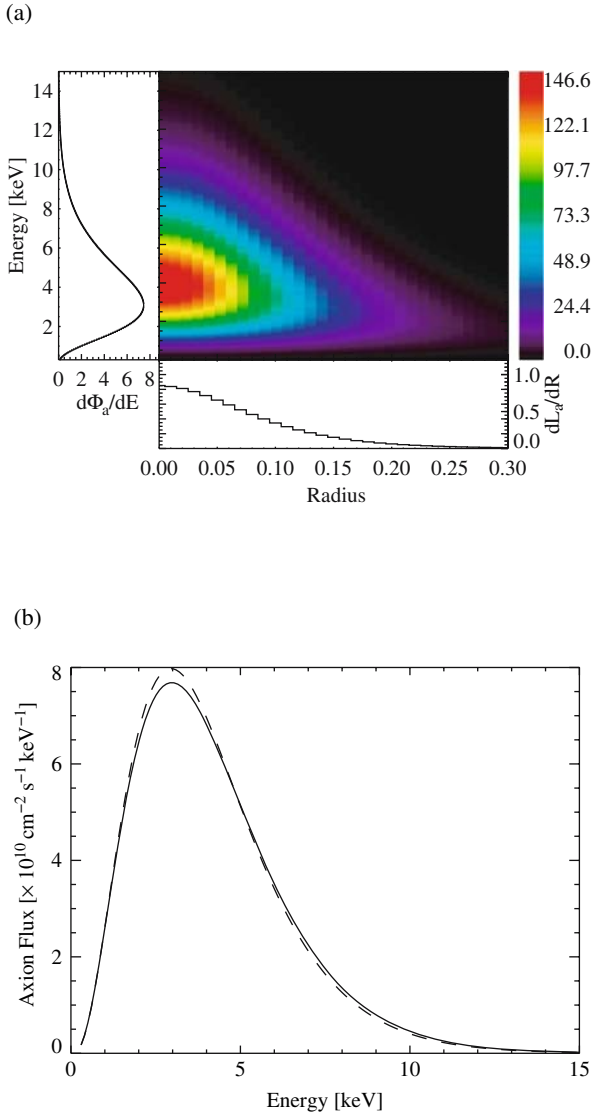 (a)
14
12
10
8
6
4
2
Energy [keV]
0 2 4 6 8
dΦa/dE
146.6
122.1
97.7
73.3
48.9
24.4
0.0
1.0
0.5
0.0
dLa/dR
0.00 0.05 0.10 0.15 0.20 0.25 0.30
Radius
(b)
8
6
4
2
0
Axion Flux [× 10¹⁰ cm⁻² s⁻¹ keV⁻¹]
0 5 10 15
Energy [keV]